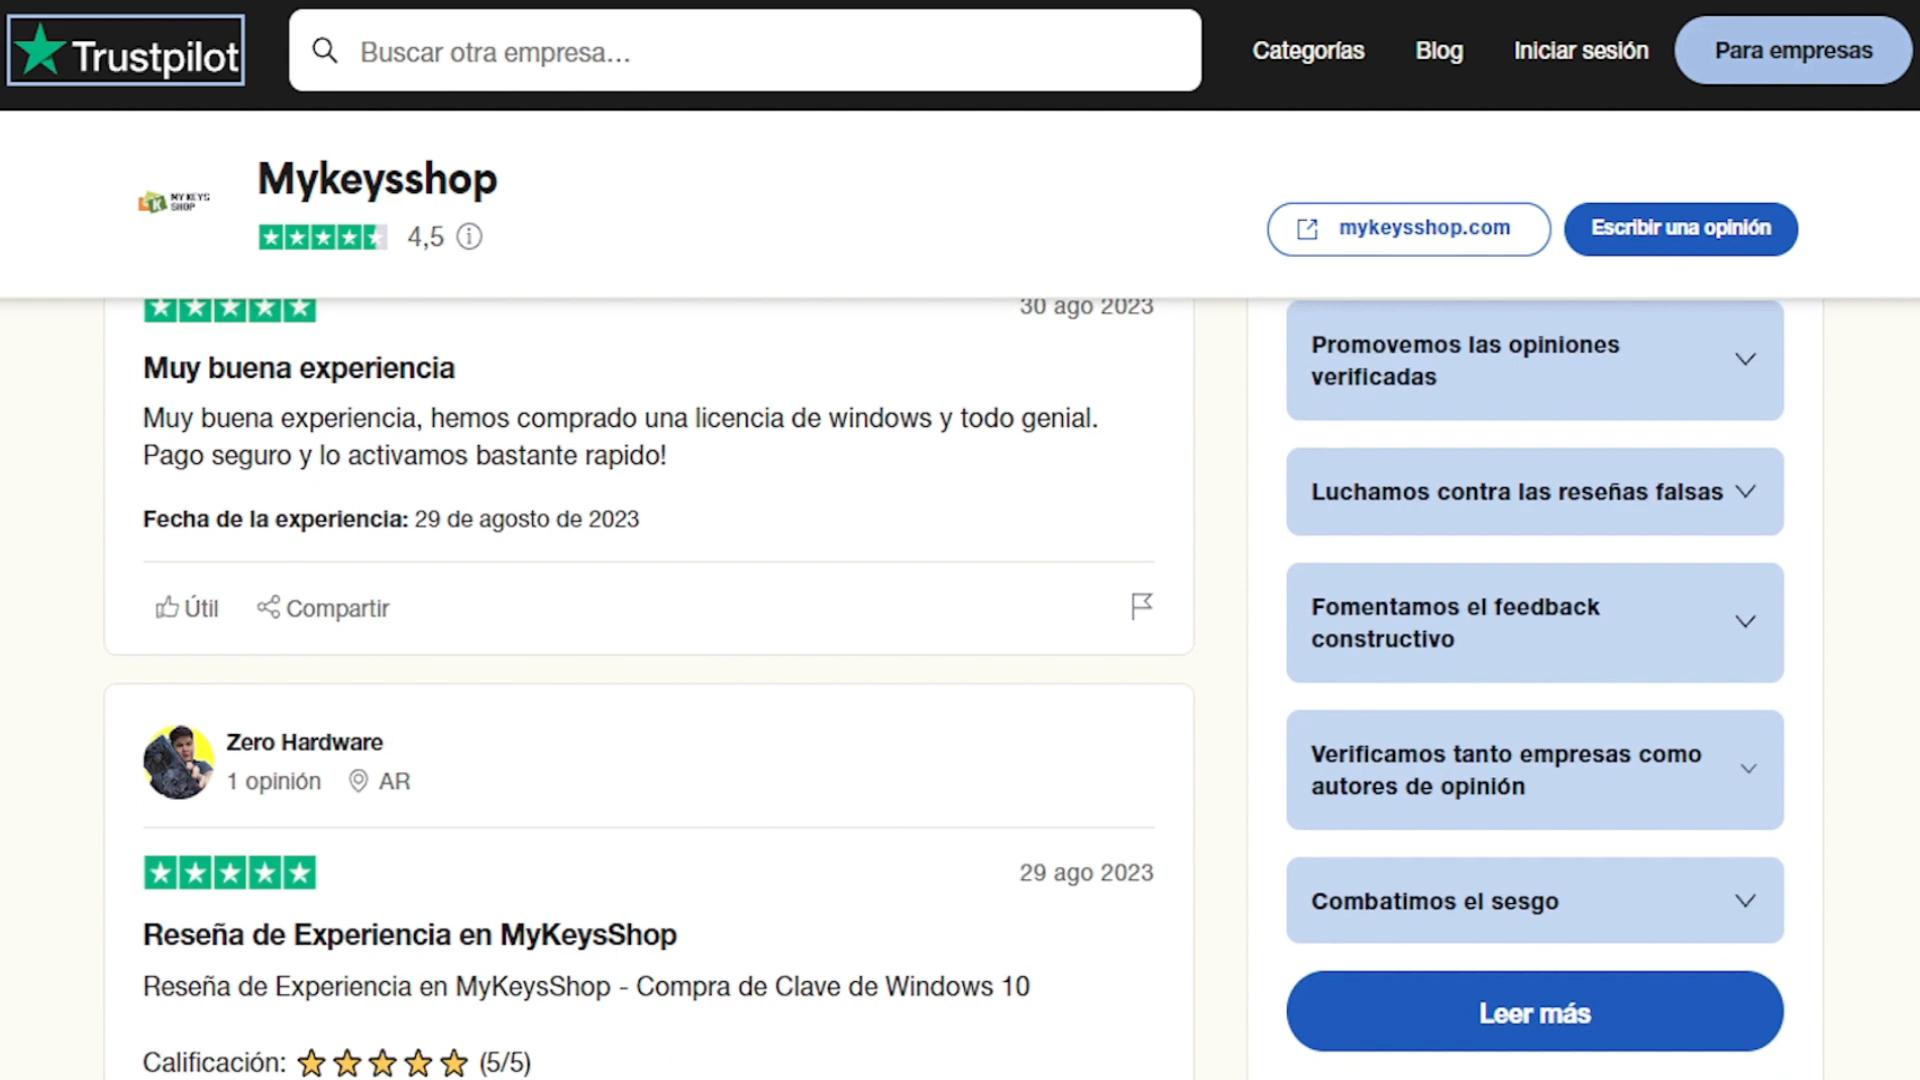 Trustpilot
Buscar otra empresa...
Categorías
Blog
Iniciar sesión
Para empresas
MY KEYS
SHOP
Mykeysshop
4,5
mykeysshop.com
Escribir una opinión
30 ago 2023
Muy buena experiencia
Muy buena experiencia, hemos comprado una licencia de windows y todo genial.
Pago seguro y lo activamos bastante rapido!
Fecha de la experiencia: 29 de agosto de 2023
Útil
Compartir
Zero Hardware
1 opinión
AR
29 ago 2023
Reseña de Experiencia en MyKeysShop
Reseña de Experiencia en MyKeysShop - Compra de Clave de Windows 10
Calificación: ⭐⭐⭐⭐⭐ (5/5)
Promovemos las opiniones
verificadas
Luchamos contra las reseñas falsas
Fomentamos el feedback
constructivo
Verificamos tanto empresas como
autores de opinión
Combatimos el sesgo
Leer más